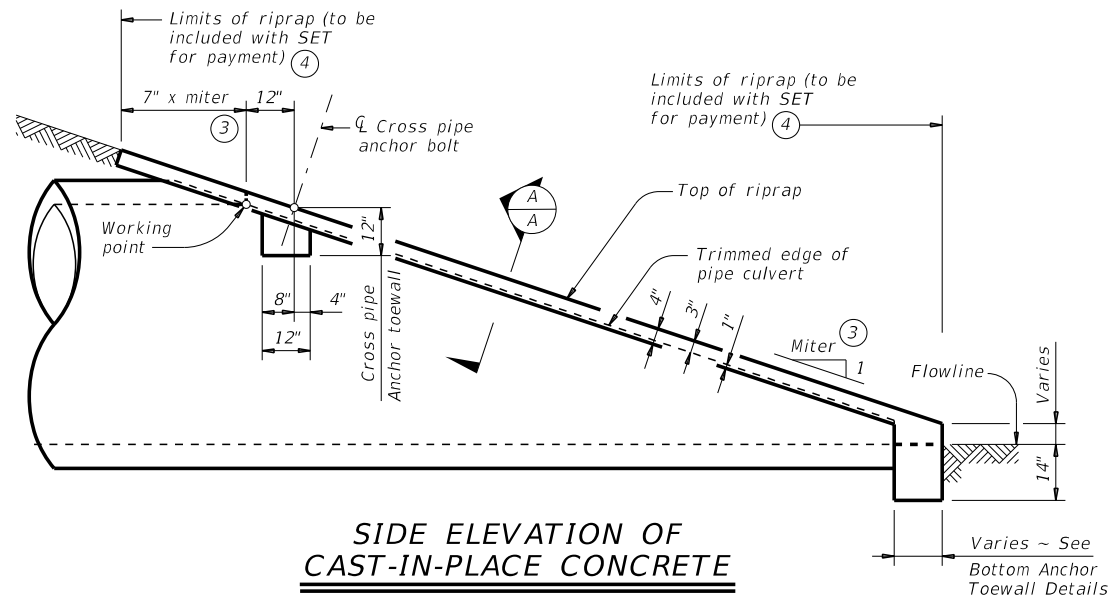 Limits of riprap (to be
included with SET
for payment) 4
7" x miter
12"
3
℄ Cross pipe
anchor bolt
Limits of riprap (to be
included with SET
for payment) 4
A
A
Top of riprap
Working
point
12"
Trimmed edge of
pipe culvert
8"
4"
12"
Cross pipe
Anchor toewall
4"
3"
1"
Miter 3
1
Flowline
Varies
14"
SIDE ELEVATION OF
CAST-IN-PLACE CONCRETE
Varies ~ See
Bottom Anchor
Toewall Details